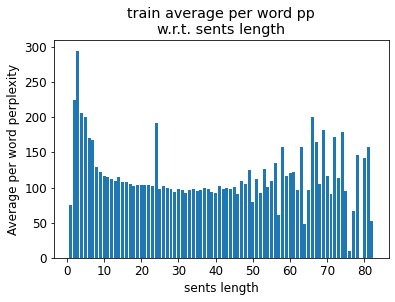 train average per word pp
w.r.t. sents length
Average per word perplexity
300
250
200
150
100
50
0
0 10 20 30 40 50 60 70 80
sents length